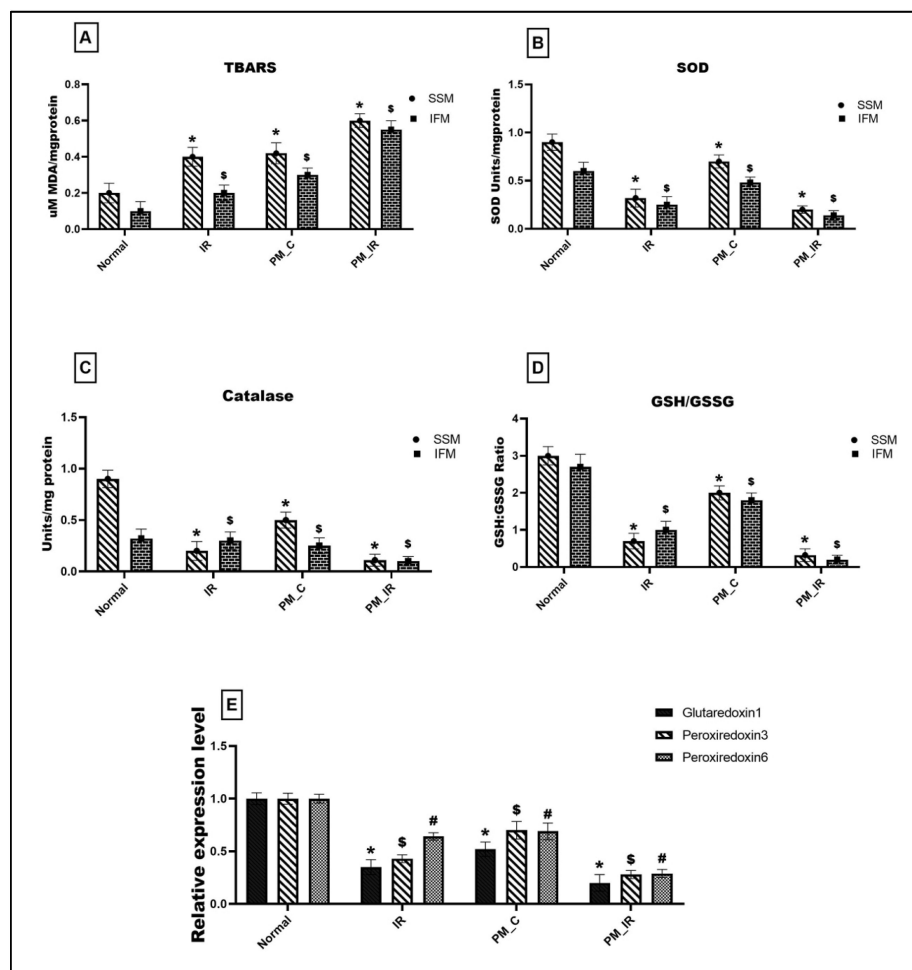 A
TBARS
uM MDA/mgprotein
0.8
0.6
0.4
0.2
0.0
SSM
IFM
*
*
*
$
$
$
Normal
IR
PM_C
PM_IR
B
SOD
SOD Units/mgprotein
1.5
1.0
0.5
0.0
SSM
IFM
*
$
*
$
*
$
Normal
IR
PM_C
PM_IR
C
Catalase
Units/mg protein
1.5
1.0
0.5
0.0
SSM
IFM
*
$
*
$
*
$
Normal
IR
PM_C
PM_IR
D
GSH/GSSG
GSH:GSSG Ratio
4
3
2
1
0
SSM
IFM
*
$
*
$
*
$
Normal
IR
PM_C
PM_IR
E
Relative expression level
1.5
1.0
0.5
0.0
Glutaredoxin1
Peroxiredoxin3
Peroxiredoxin6
*
$
#
*
$
#
*
$
#
Normal
IR
PM_C
PM_IR